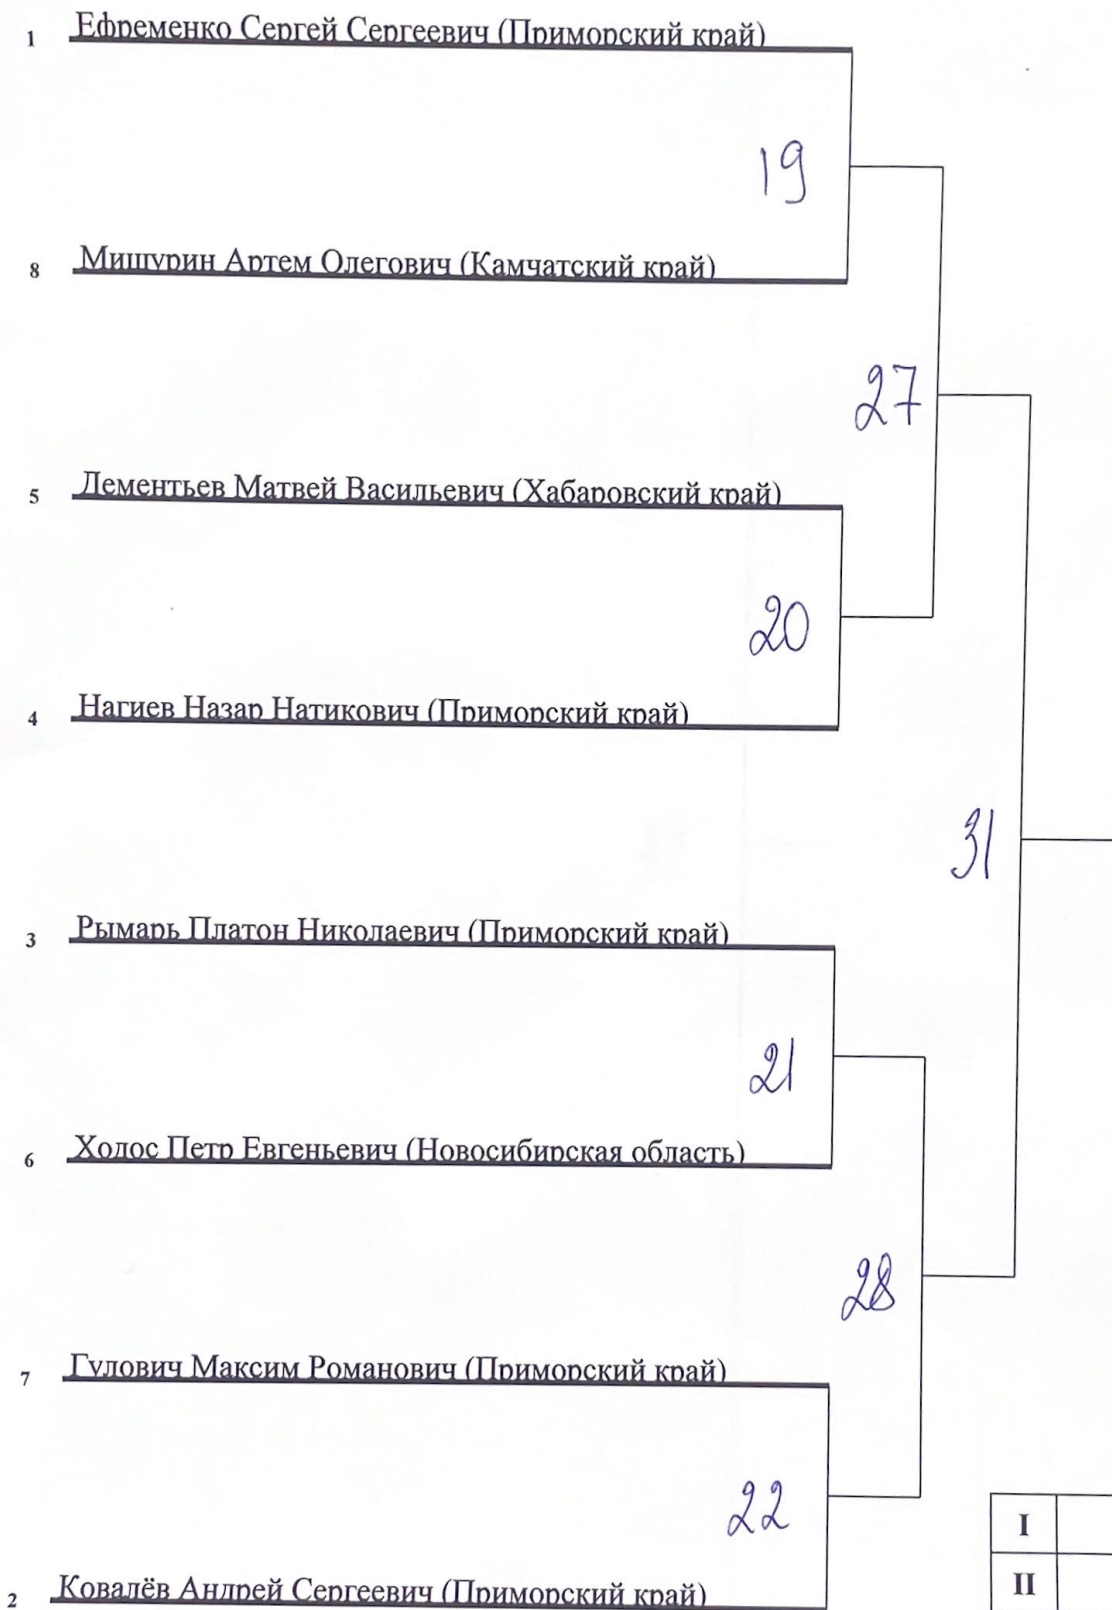 1 Ефременко Сергей Сергеевич (Приморский край)
19
8 Мишурин Артем Олегович (Камчатский край)
27
5 Дементьев Матвей Васильевич (Хабаровский край)
20
4 Нагиев Назар Натикович (Приморский край)
31
3 Рымарь Платон Николаевич (Приморский край)
21
6 Холос Петр Евгеньевич (Новосибирская область)
28
7 Гулович Максим Романович (Приморский край)
22
I
II
2 Ковалёв Андрей Сергеевич (Приморский край)